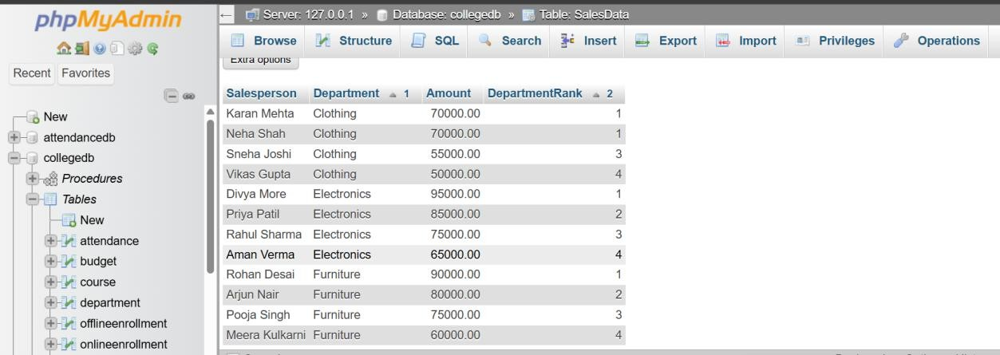 phpMyAdmin
Recent Favorites
New
attendancedb
collegedb
Procedures
Tables
New
attendance
budget
course
department
offlineenrollment
onlineenrollment
Server: 127.0.0.1 » Database: collegedb » Table: SalesData
Browse Structure SQL Search Insert Export Import Privileges Operations
Extra options
Salesperson Department 1 Amount DepartmentRank 2
Karan Mehta Clothing 70000.00 1
Neha Shah Clothing 70000.00 1
Sneha Joshi Clothing 55000.00 3
Vikas Gupta Clothing 50000.00 4
Divya More Electronics 95000.00 1
Priya Patil Electronics 85000.00 2
Rahul Sharma Electronics 75000.00 3
Aman Verma Electronics 65000.00 4
Rohan Desai Furniture 90000.00 1
Arjun Nair Furniture 80000.00 2
Pooja Singh Furniture 75000.00 3
Meera Kulkarni Furniture 60000.00 4